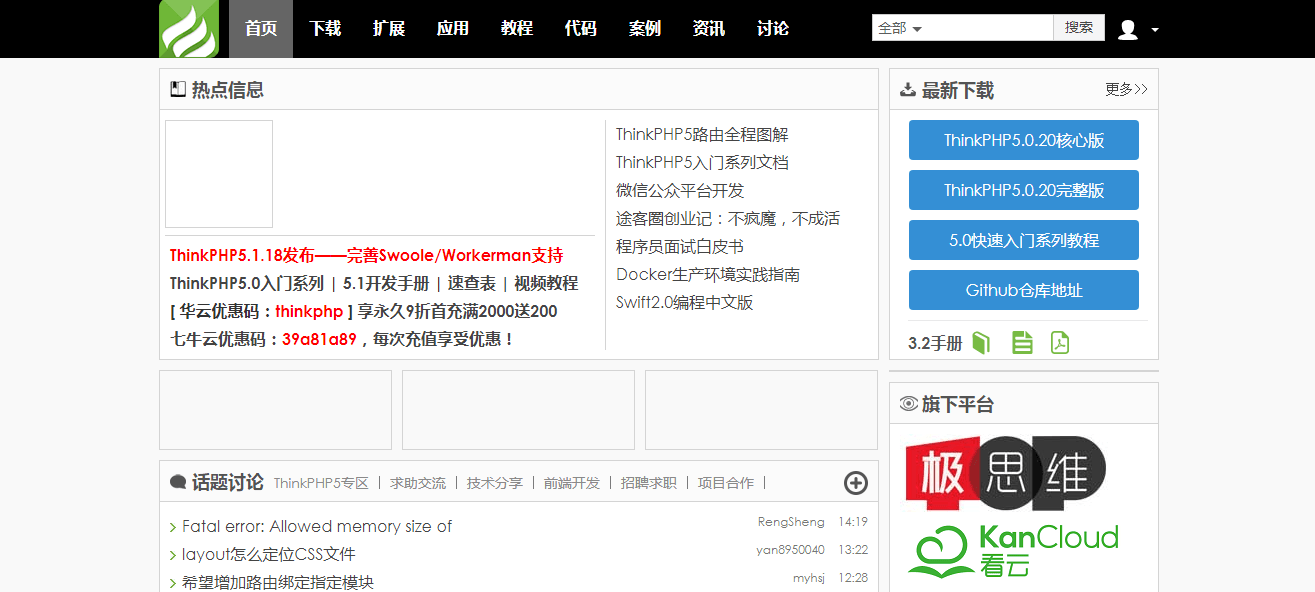 首页 下载 扩展 应用 教程 代码 案例 资讯 讨论 全部 搜索
热点信息
ThinkPHP5.1.18发布——完善Swoole/Workerman支持
ThinkPHP5.0入门系列 | 5.1开发手册 | 速查表 | 视频教程
[ 华云优惠码：thinkphp ] 享永久9折首充满2000送200
七牛云优惠码：39a81a89，每次充值享受优惠！
ThinkPHP5路由全程图解
ThinkPHP5入门系列文档
微信公众平台开发
途客圈创业记：不疯魔，不成活
程序员面试白皮书
Docker生产环境实践指南
Swift2.0编程中文版
最新下载 更多>>
ThinkPHP5.0.20核心版
ThinkPHP5.0.20完整版
5.0快速入门系列教程
Github仓库地址
3.2手册
旗下平台
极思维
KanCloud
看云
话题讨论 ThinkPHP5专区 | 求助交流 | 技术分享 | 前端开发 | 招聘求职 | 项目合作 |
> Fatal error: Allowed memory size of RengSheng 14:19
> layout怎么定位CSS文件 yan8950040 13:22
> 希望增加路由绑定指定模块 myhsj 12:28